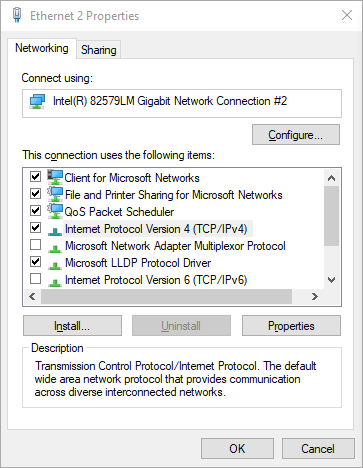 Ethernet 2 Properties
Networking
Sharing
Connect using:
Intel(R) 82579LM Gigabit Network Connection #2
Configure...
This connection uses the following items:
Client for Microsoft Networks
File and Printer Sharing for Microsoft Networks
QoS Packet Scheduler
Internet Protocol Version 4 (TCP/IPv4)
Microsoft Network Adapter Multiplexor Protocol
Microsoft LLDP Protocol Driver
Internet Protocol Version 6 (TCP/IPv6)
Install...
Uninstall
Properties
Description
Transmission Control Protocol/Internet Protocol. The default
wide area network protocol that provides communication
across diverse interconnected networks.
OK
Cancel